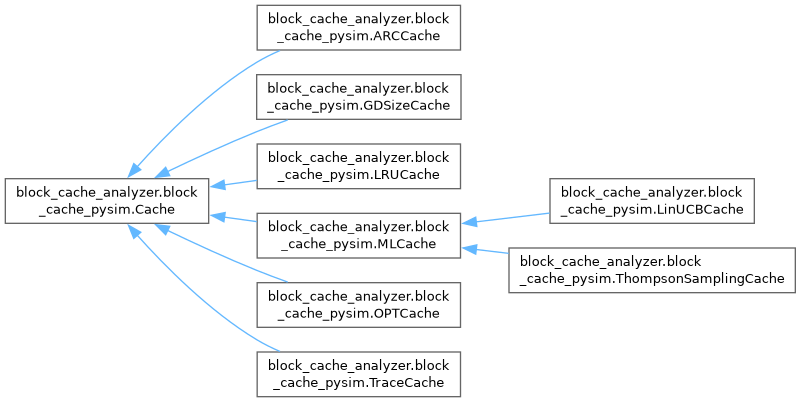 block_cache_analyzer.block
_cache_pysim.ARCCache
block_cache_analyzer.block
_cache_pysim.GDSizeCache
block_cache_analyzer.block
_cache_pysim.LRUCache
block_cache_analyzer.block
_cache_pysim.Cache
block_cache_analyzer.block
_cache_pysim.LinUCBCache
block_cache_analyzer.block
_cache_pysim.MLCache
block_cache_analyzer.block
_cache_pysim.ThompsonSamplingCache
block_cache_analyzer.block
_cache_pysim.OPTCache
block_cache_analyzer.block
_cache_pysim.TraceCache